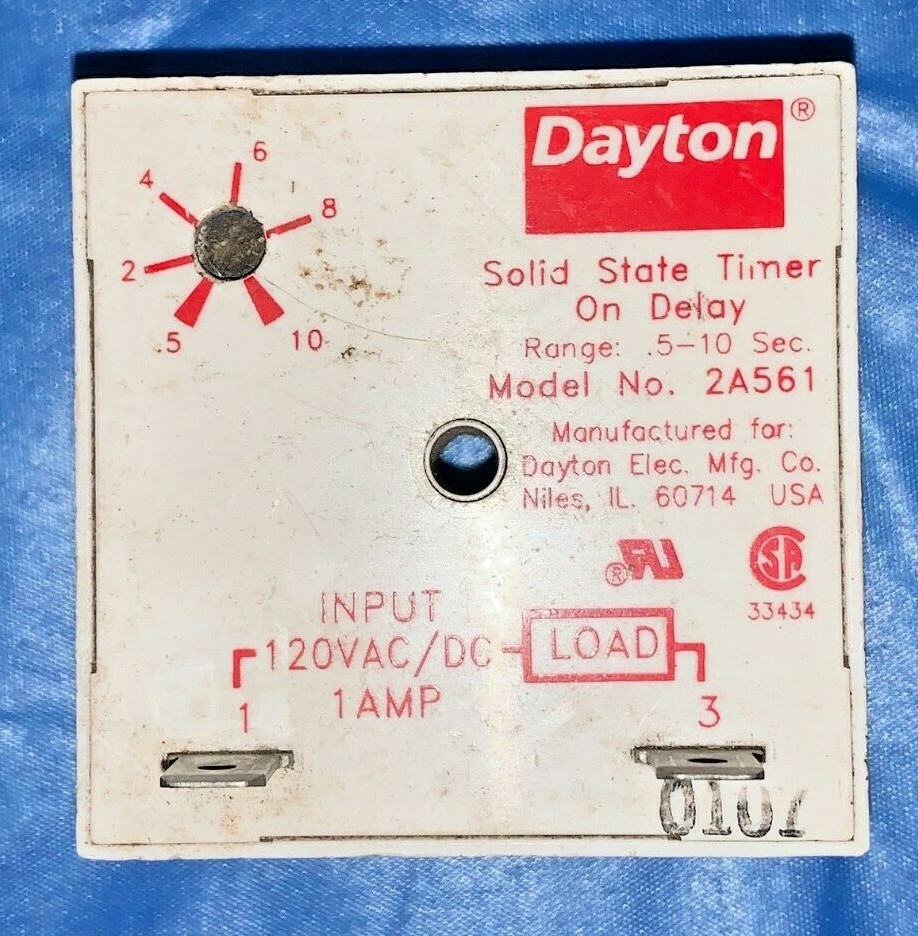 Dayton®
Solid State Timer
On Delay
Range: .5-10 Sec.
Model No. 2A561
Manufactured for:
Dayton Elec. Mfg. Co.
Niles, IL. 60714 USA
6
4
8
2
.5
10
®RU
SA
33434
INPUT
120VAC/DC
LOAD
1AMP
1
3
0107